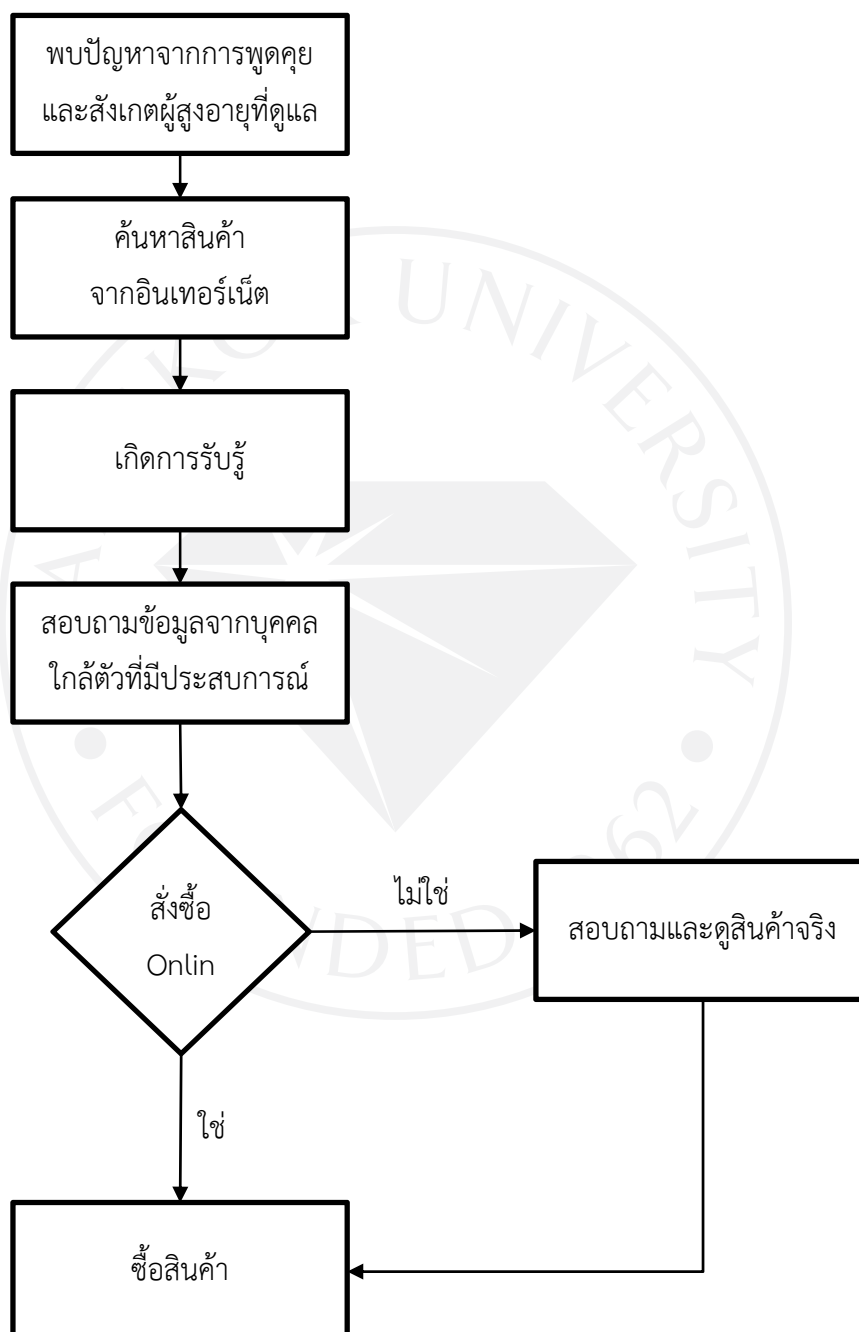 พบปัญหาจากการพูดคุย
และสังเกตผู้สูงอายุที่ดูแล
ค้นหาสินค้า
จากอินเทอร์เน็ต
เกิดการรับรู้
สอบถามข้อมูลจากบุคคล
ใกล้ตัวที่มีประสบการณ์
สั่งซื้อ
Onlin
ไม่ใช่
สอบถามและดูสินค้าจริง
ใช่
ซื้อสินค้า
UNIVERSITY